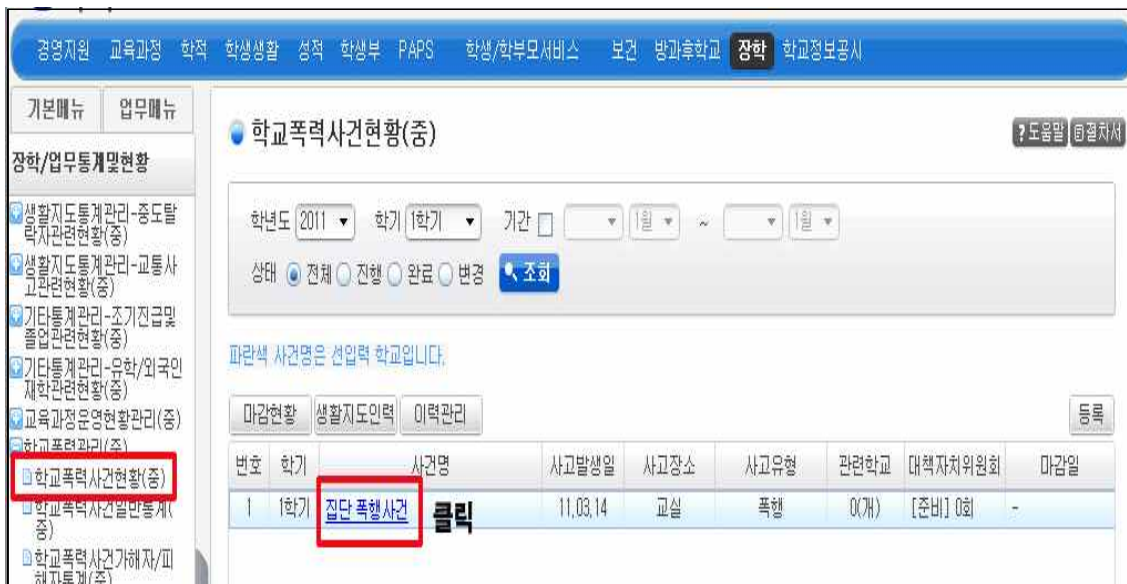 경영지원 교육과정 학적 학생생활 성적 학생부 PAPS 학생/학부모서비스 보건 방과후학교 장학 학교정보공시
기본메뉴 업무메뉴
장학/업무통계및현황
생활지도통계관리-중도탈
락자관련현황(중)
생활지도통계관리-교통사
고관련현황(중)
기타통계관리-조기진급및
졸업관련현황(중)
기타통계관리-유학/외국인
재학관련현황(중)
교육과정운영현황관리(중)
학교폭력관리(중)
학교폭력사건현황(중)
학교폭력사건일반통계(
중)
학교폭력사건가해자/피
해자통계(중)
학교폭력사건현황(중)
?도움말 절차서
학년도 2011 학기 1학기 기간 1월 ~ 1월
상태 전체 진행 완료 변경 조회
파란색 사건명은 선입력 학교입니다.
마감현황 생활지도인력 이력관리 등록
번호 학기 사건명 사고발생일 사고장소 사고유형 관련학교 대책자치위원회 마감일
1 1학기 집단 폭행사건 클릭 11.03.14 교실 폭행 0(개) [준비] 0회 -